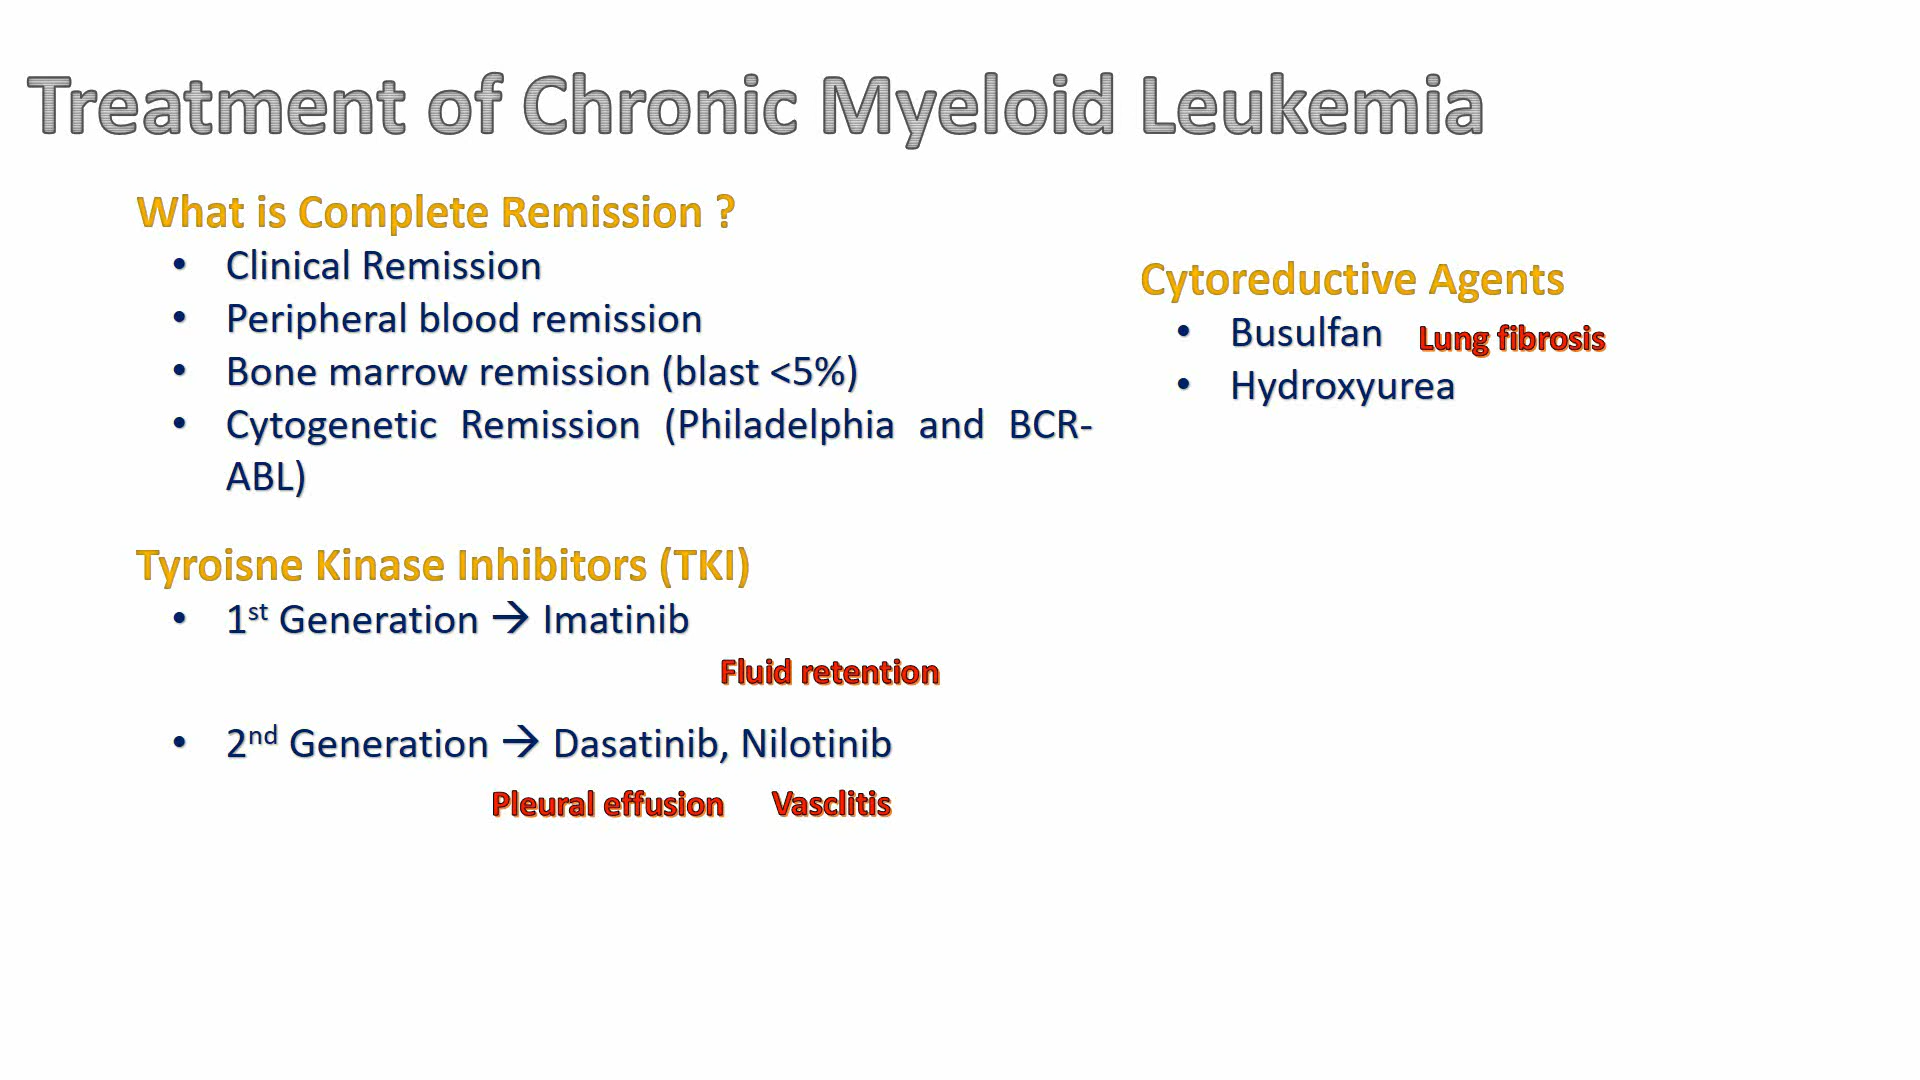 Treatment of Chronic Myeloid Leukemia
What is Complete Remission ?
• Clinical Remission
• Peripheral blood remission
• Bone marrow remission (blast <5%)
• Cytogenetic Remission (Philadelphia and BCR-
ABL)
Tyroisne Kinase Inhibitors (TKI)
• 1st Generation → Imatinib
Fluid retention
• 2nd Generation → Dasatinib, Nilotinib
Pleural effusion Vasclitis
Cytoreductive Agents
• Busulfan Lung fibrosis
• Hydroxyurea